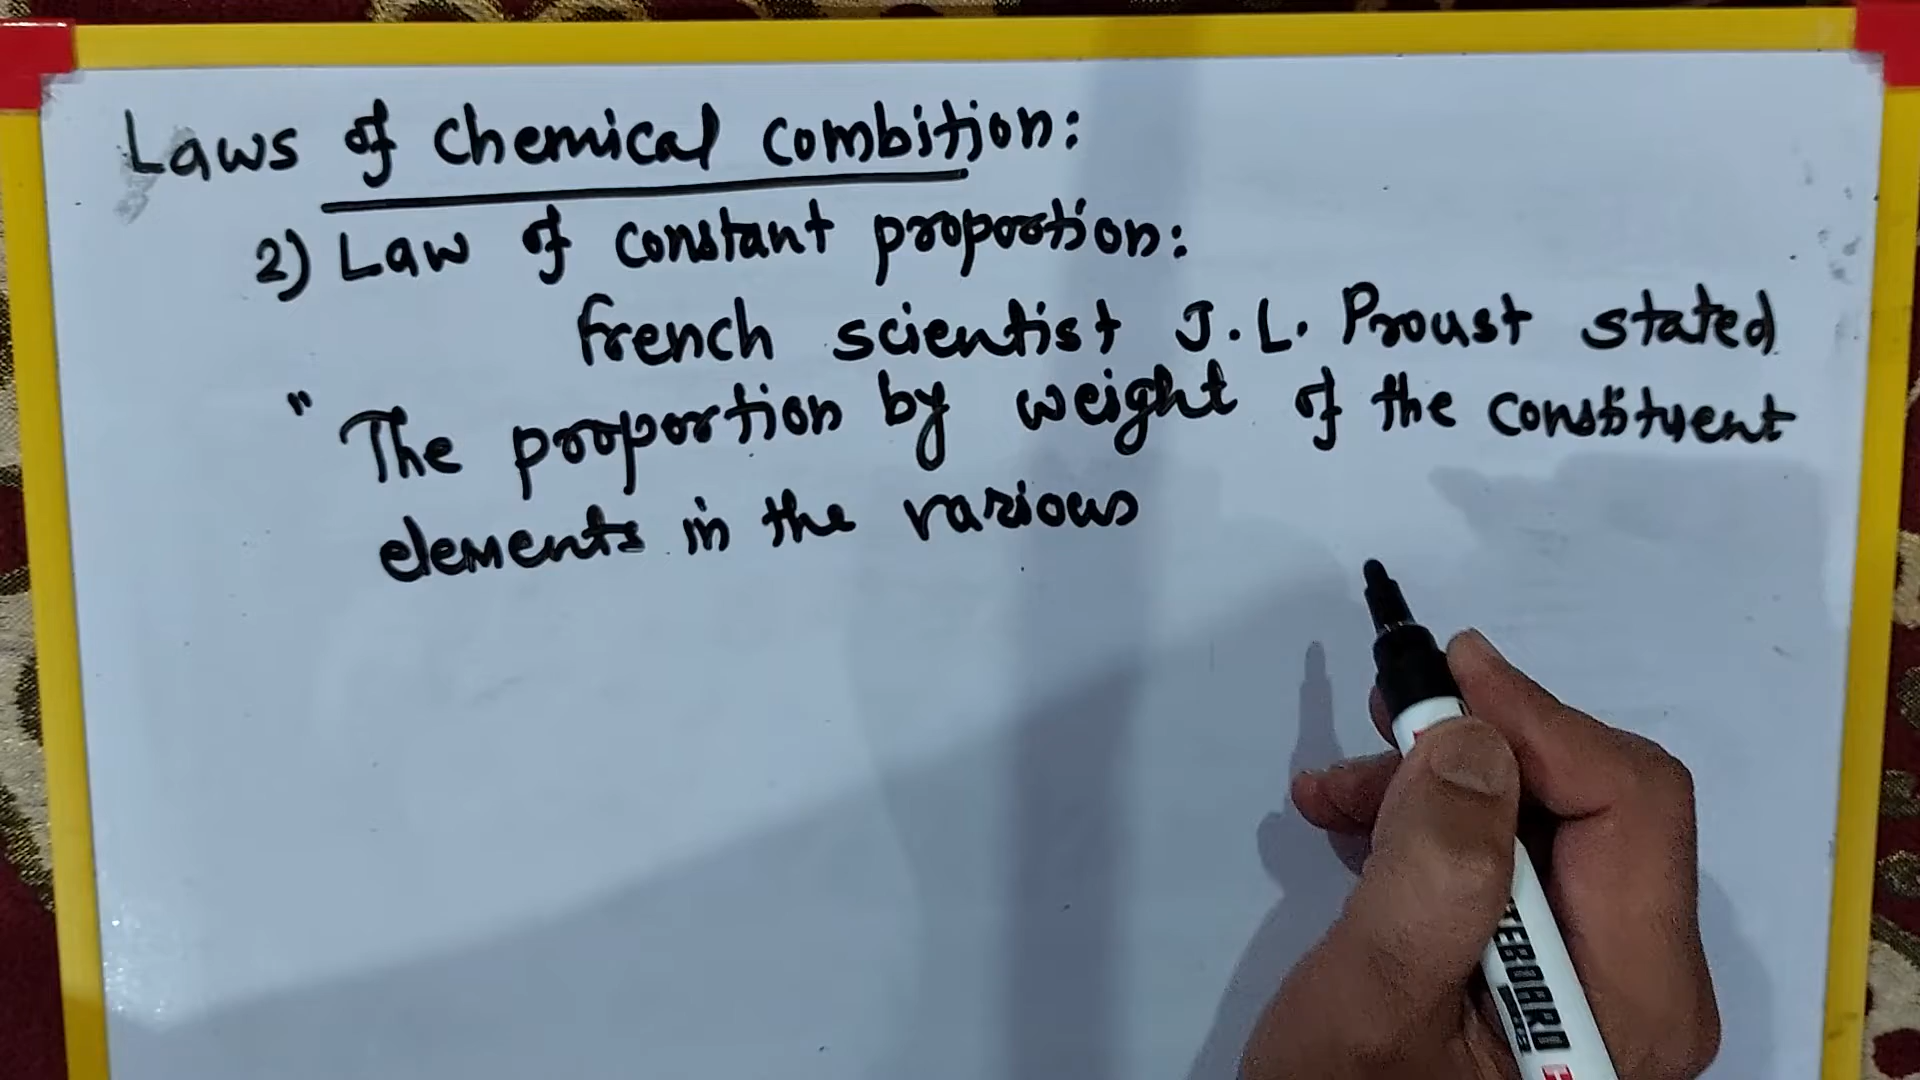 Laws of chemical combition:
2) Law of constant proportion:
french scientist J.L. Proust stated
" The proportion by weight of the constituent
elements in the various
TEBOARD